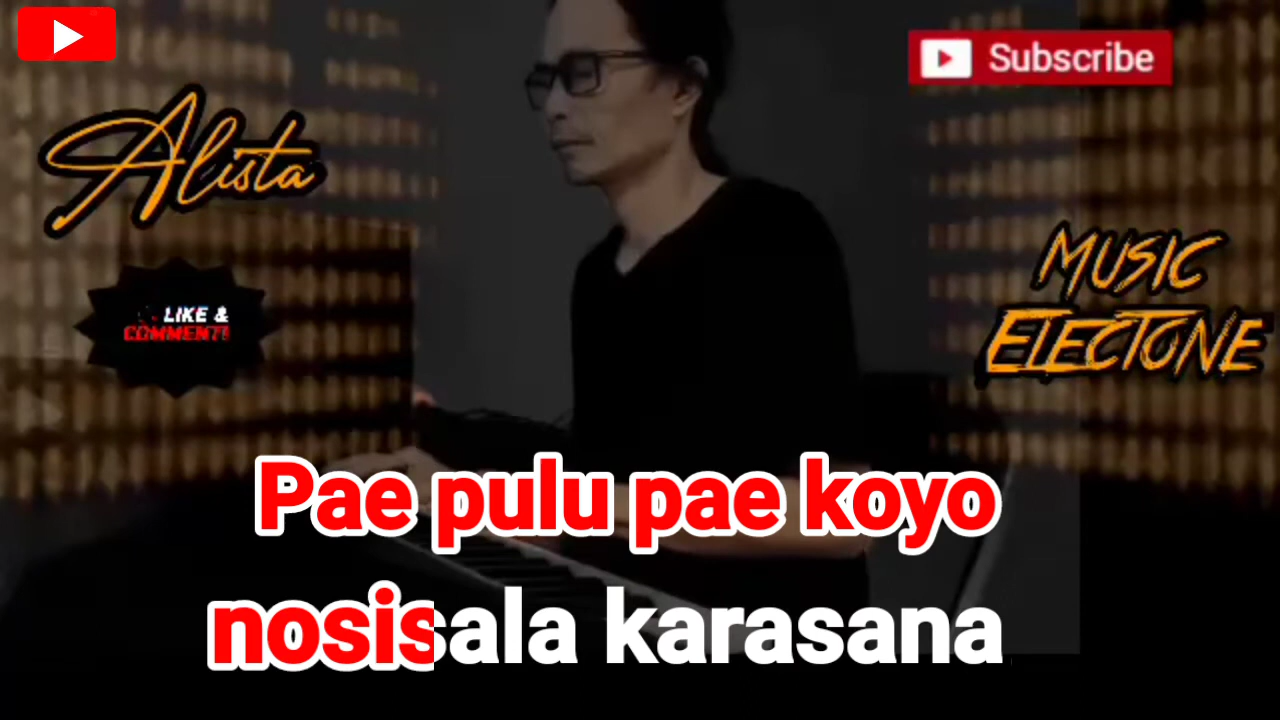 Subscribe
Alista
LIKE &
COMMENT!
MUSIC
ELECTONE
Pae pulu pae koyo
nosisala karasana